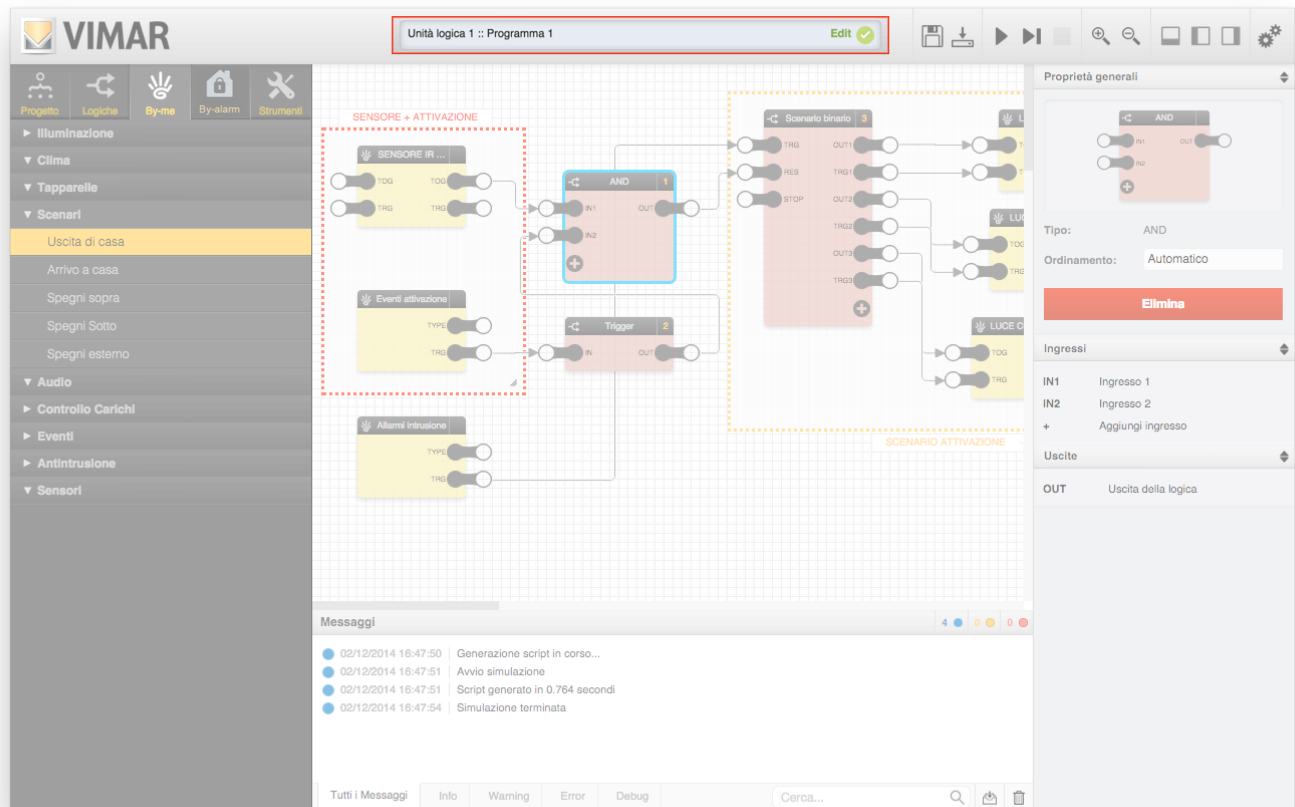 VIMAR
Unità logica 1 :: Programma 1
Edit
Progetto
Logiche
By-me
By-alarm
Strumenti
Illuminazione
Clima
Tapparelle
Scenari
Uscita di casa
Arrivo a casa
Spegni sopra
Spegni Sotto
Spegni esterno
Audio
Controllo Carichi
Eventi
Antintrusione
Sensori
SENSORE + ATTIVAZIONE
SENSORE IR ...
TOG TOG
TRG TRG
Eventi attivazione
TYPE
TRG
Allarmi intrusione
TYPE
TRG
AND 1
IN1 OUT
IN2
Trigger 2
IN OUT
Scenario binario 3
TRG OUT1
RES TRG1
STOP OUT2
TRG2
OUT3
TRG3
L
T
T
LUC
TOG
TRG
LUCE C
TOG
TRG
SCENARIO ATTIVAZIONE
Proprietà generali
AND
IN1 OUT
IN2
Tipo: AND
Ordinamento: Automatico
Elimina
Ingressi
IN1 Ingresso 1
IN2 Ingresso 2
+ Aggiungi ingresso
Uscite
OUT Uscita della logica
Messaggi
4 0 0
02/12/2014 16:47:50 Generazione script in corso...
02/12/2014 16:47:51 Avvio simulazione
02/12/2014 16:47:51 Script generato in 0.764 secondi
02/12/2014 16:47:54 Simulazione terminata
Tutti i Messaggi Info Warning Error Debug
Cerca...